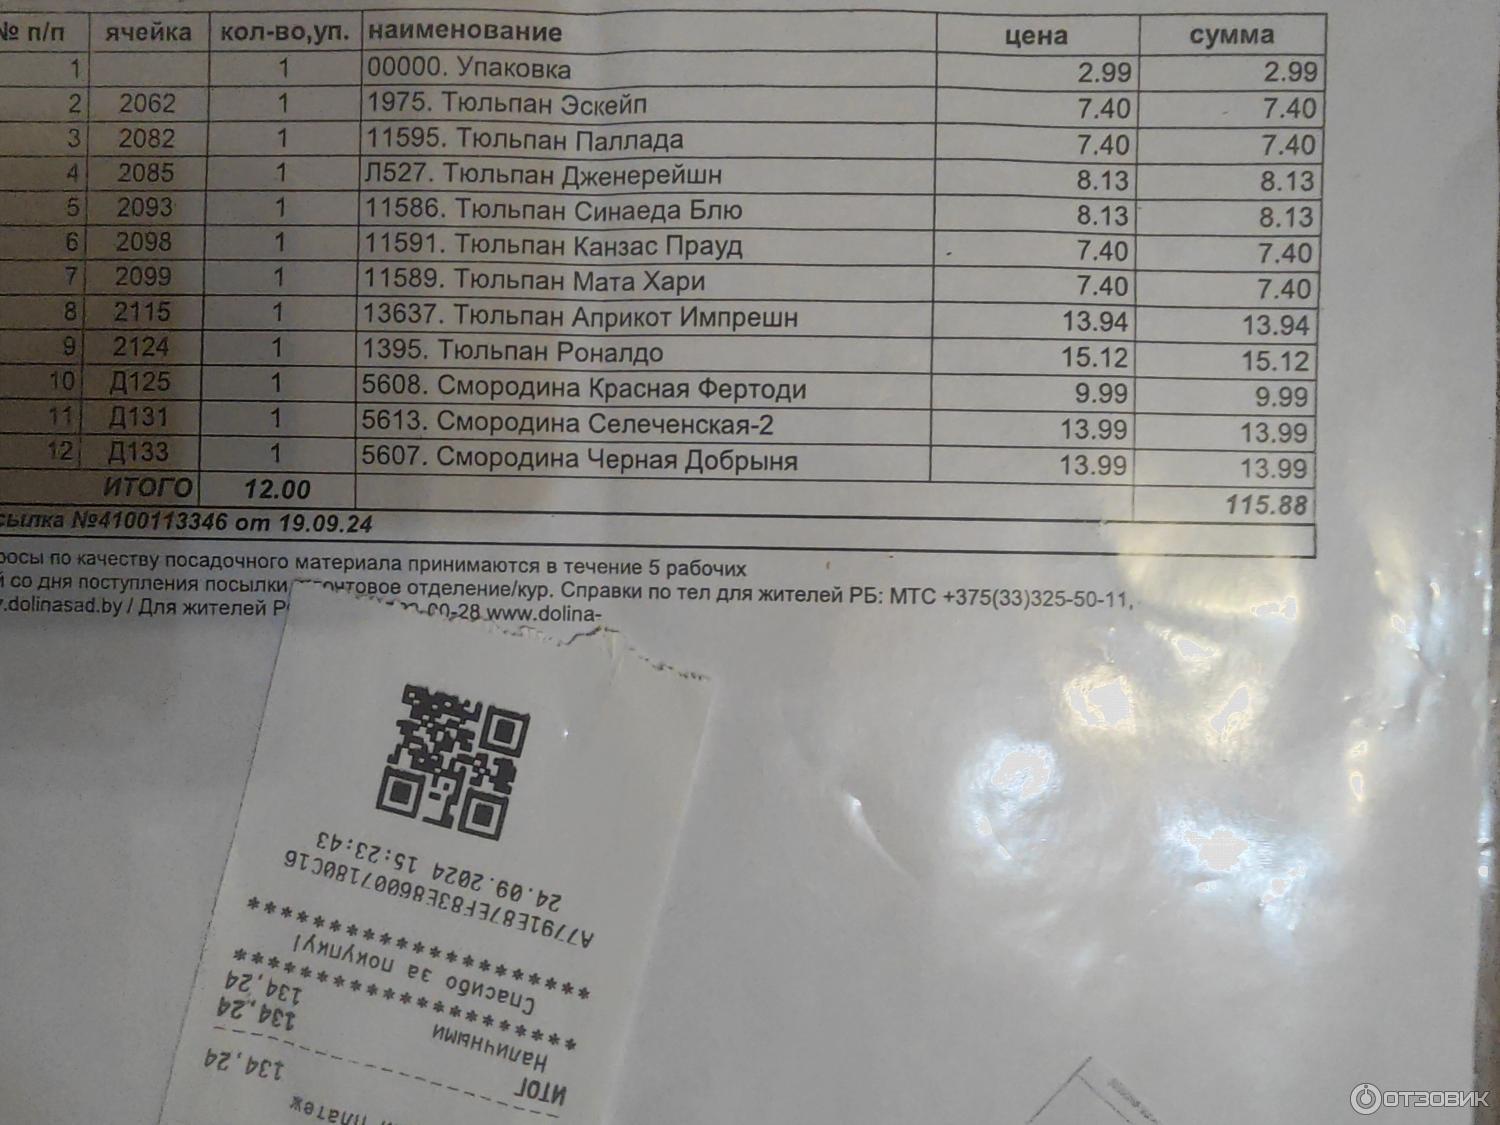 № п/п ячейка кол-во,уп. наименование цена сумма
1 1 00000. Упаковка 2.99 2.99
2 2062 1 1975. Тюльпан Эскейп 7.40 7.40
3 2082 1 11595. Тюльпан Паллада 7.40 7.40
4 2085 1 Л527. Тюльпан Дженерейшн 8.13 8.13
5 2093 1 11586. Тюльпан Синаеда Блю 8.13 8.13
6 2098 1 11591. Тюльпан Канзас Прауд 7.40 7.40
7 2099 1 11589. Тюльпан Мата Хари 7.40 7.40
8 2115 1 13637. Тюльпан Априкот Импрешн 13.94 13.94
9 2124 1 1395. Тюльпан Роналдо 15.12 15.12
10 Д125 1 5608. Смородина Красная Фертоди 9.99 9.99
11 Д131 1 5613. Смородина Селеченская-2 13.99 13.99
12 Д133 1 5607. Смородина Черная Добрыня 13.99 13.99
ИТОГО 12.00 115.88
сылка №4100113346 от 19.09.24
росы по качеству посадочного материала принимаются в течение 5 рабочих
й со дня поступления посылки почтовое отделение/кур. Справки по тел для жителей РБ: МТС +375(33)325-50-11,
.dolinasad.by / Для жителей Р 00-28 www.dolina-
платеж
134,24
ИТОГ 134,24
Наличными 134,24
134,24
************************
Спасибо за покупку!
************************
A7791E87EF83E86007180C16
24.09.2024 15:23:43
ОТЗОВИК